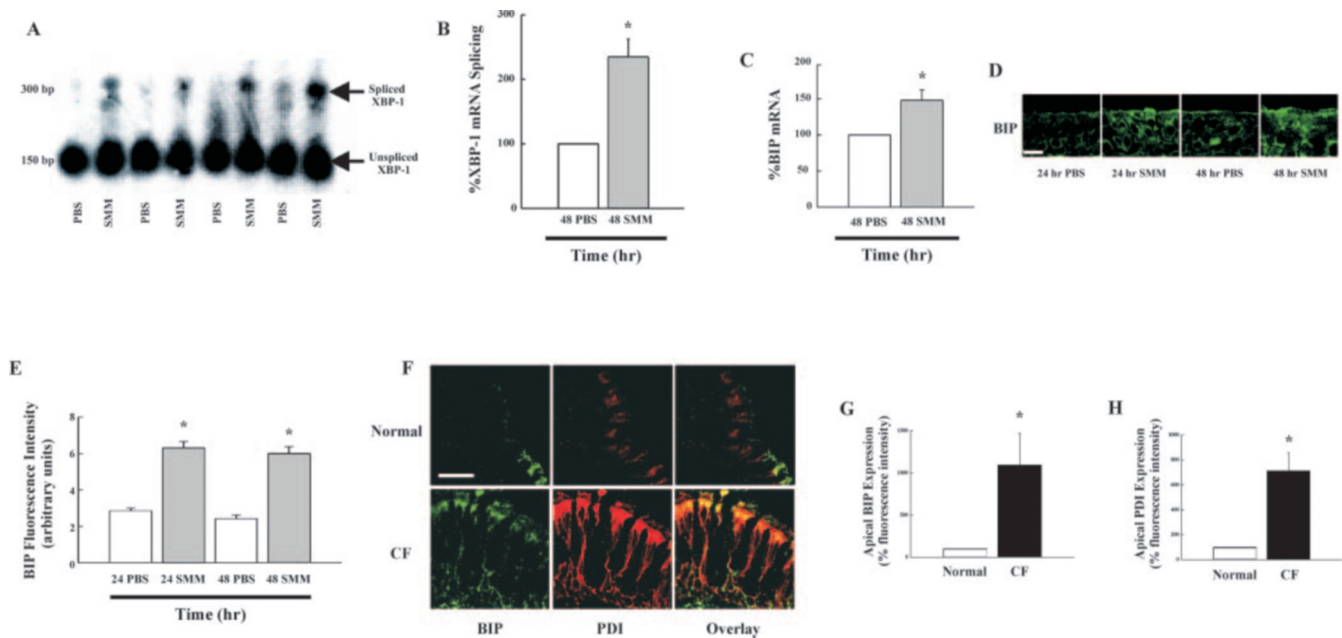 A
300 bp
150 bp
Spliced
XBP-1
Unspliced
XBP-1
PBS
SMM
PBS
SMM
PBS
SMM
PBS
SMM
B
%XBP-1 mRNA Splicing
300
200
100
0
*
48 PBS 48 SMM
Time (hr)
C
%BIP mRNA
200
150
100
50
0
*
48 PBS 48 SMM
Time (hr)
D
BIP
24 hr PBS 24 hr SMM 48 hr PBS 48 hr SMM
E
BIP Fluorescence Intensity
(arbitrary units)
8
6
4
2
0
* *
24 PBS 24 SMM 48 PBS 48 SMM
Time (hr)
F
Normal
CF
BIP PDI Overlay
G
Apical BIP Expression
(% fluorescence intensity)
1500
1000
500
0
*
Normal CF
H
Apical PDI Expression
(% fluorescence intensity)
*
Normal CF